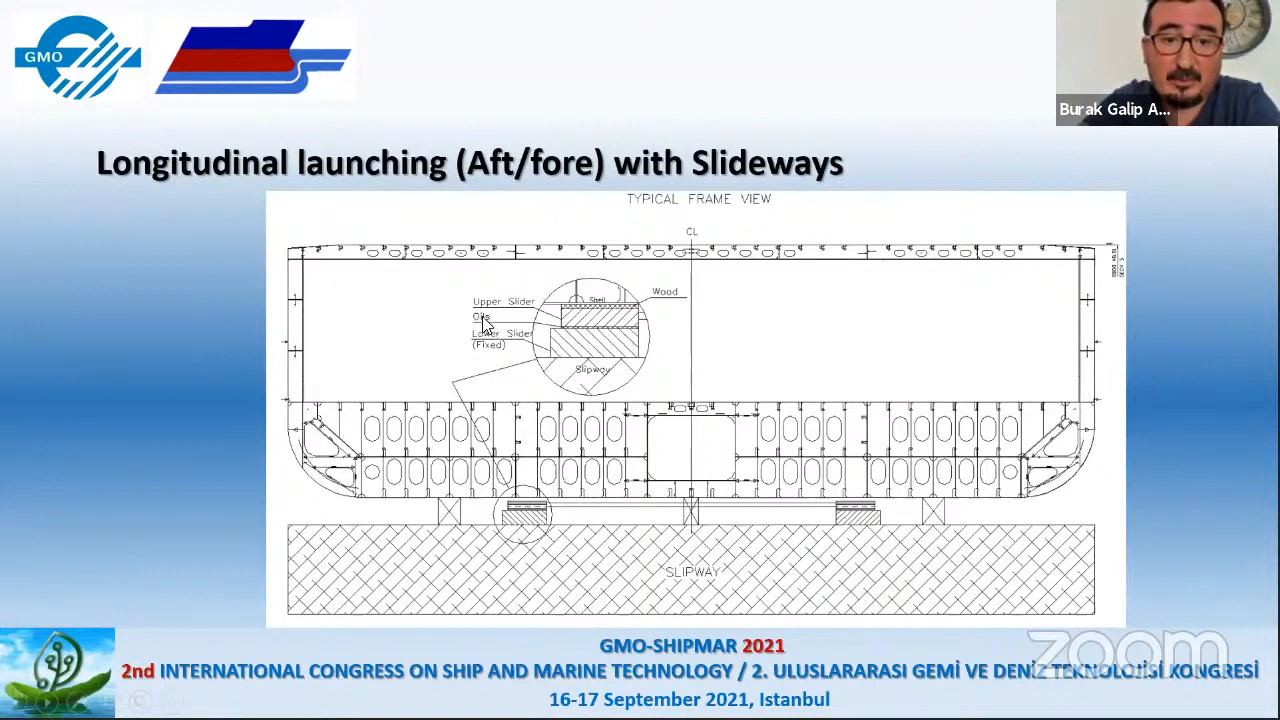 GMO
Burak Galip A...
Longitudinal launching (Aft/fore) with Slideways
TYPICAL FRAME VIEW
CL
Shell
Wood
Upper Slider
Oils
Lower Slider
(Fixed)
Slipway
SLIPWAY
GMO-SHIPMAR 2021
2nd INTERNATIONAL CONGRESS ON SHIP AND MARINE TECHNOLOGY / 2. ULUSLARARASI GEMİ VE DENİZ TEKNOLOJİSİ KONGRESİ
16-17 September 2021, Istanbul
zoom